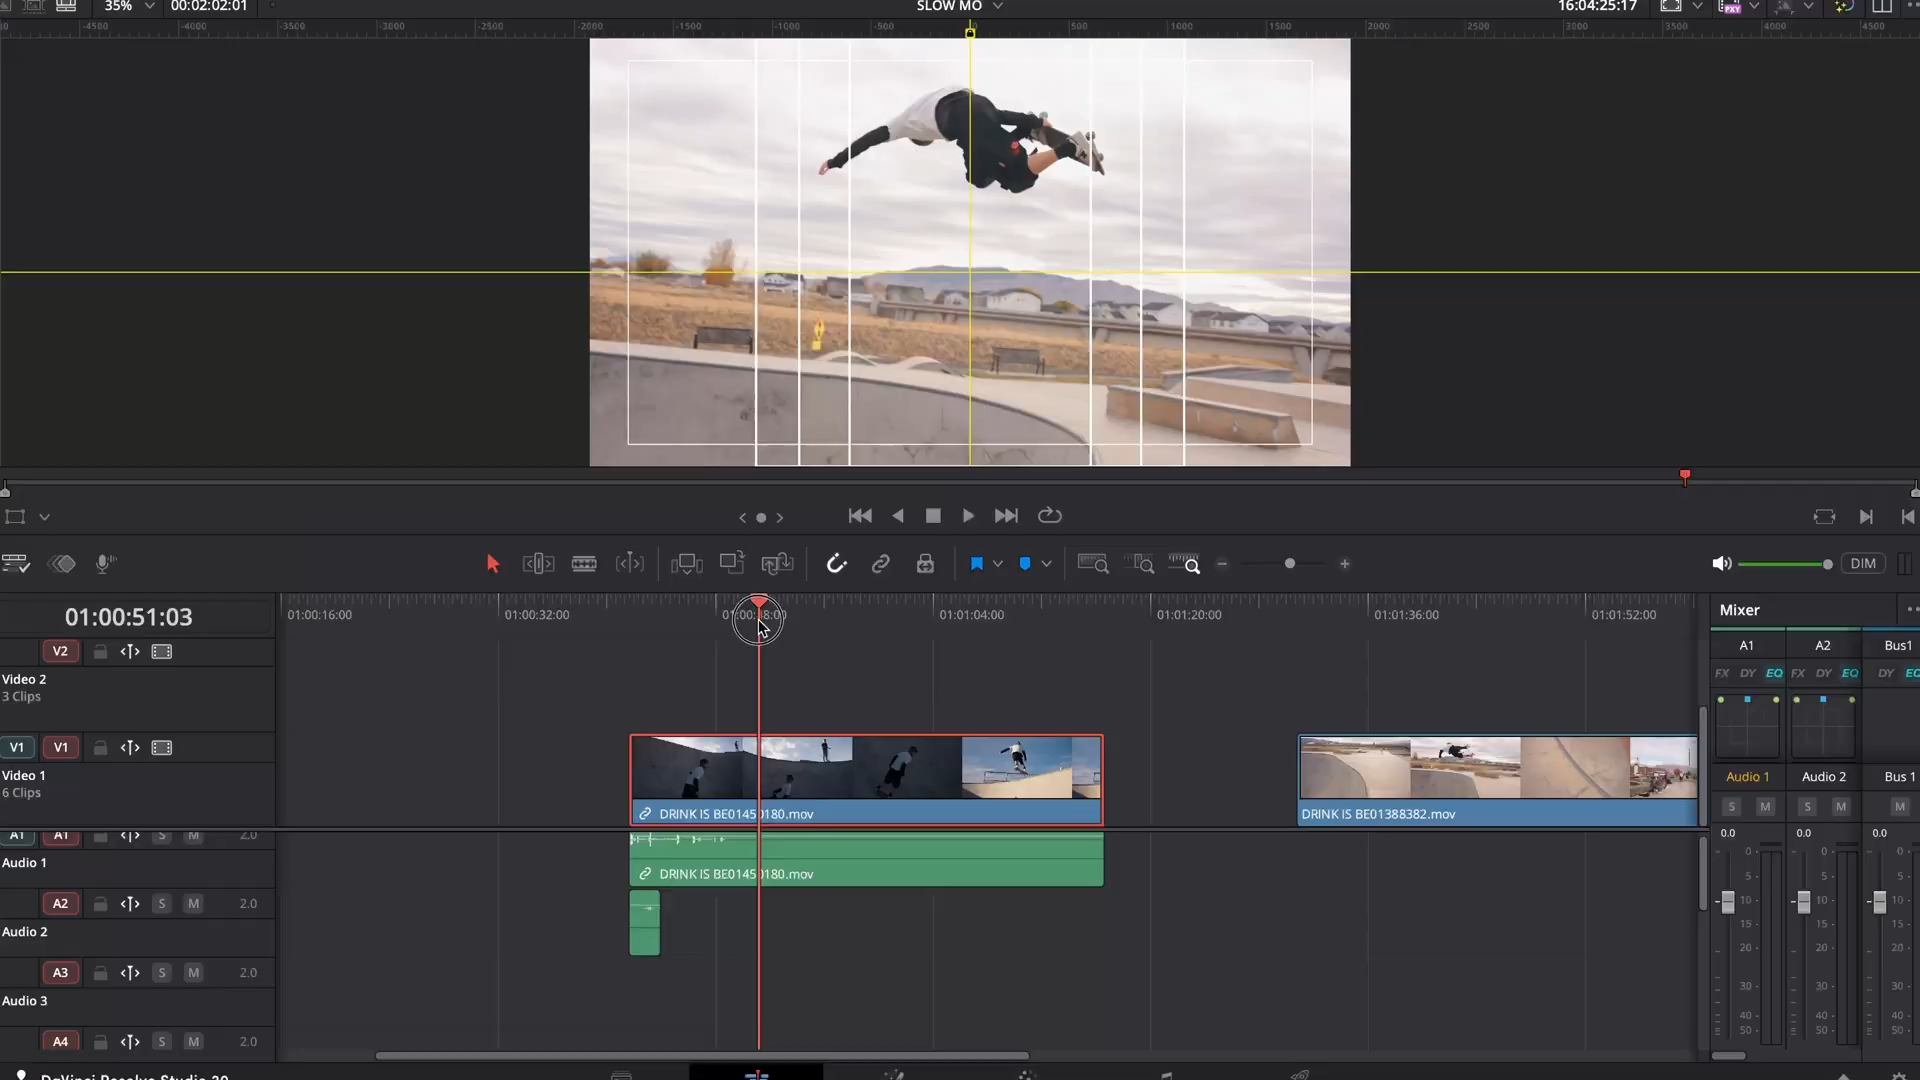 35% 00:02:02:01 SLOW MO 16:04:25:17
-4500 -4000 -3500 -3000 -2500 -2000 -1500 -1000 -500 500 1000 1500 2000 2500 3000 3500 4000 4500
PXY
DIM
01:00:51:03
01:00:16:00 01:00:32:00 01:00:48:00 01:01:04:00 01:01:20:00 01:01:36:00 01:01:52:00
Mixer
V2
Video 2
3 Clips
V1 V1
Video 1
6 Clips
DRINK IS BE01450180.mov
DRINK IS BE01388382.mov
A1 A1 S M 2.0
Audio 1
DRINK IS BE01450180.mov
A2 S M 2.0
Audio 2
A3 S M 2.0
Audio 3
A4 S M 2.0
A1 A2 Bus1
FX DY EQ FX DY EQ DY EQ
Audio 1 Audio 2 Bus 1
S M S M M
0.0 0.0 0.0
0 0 0
5 5 5
10 10 10
15 15 15
20 20 20
30 30 30
40 40 40
50 50 50
DaVinci Resolve Studio 20